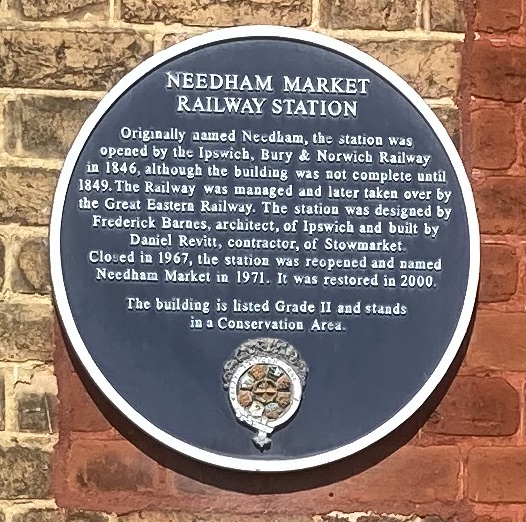 NEEDHAM MARKET
RAILWAY STATION
Originally named Needham, the station was
opened by the Ipswich, Bury & Norwich Railway
in 1846, although the building was not complete until
1849. The Railway was managed and later taken over by
the Great Eastern Railway. The station was designed by
Frederick Barnes, architect, of Ipswich and built by
Daniel Revitt, contractor, of Stowmarket.
Closed in 1967, the station was reopened and named
Needham Market in 1971. It was restored in 2000.
The building is listed Grade II and stands
in a Conservation Area.